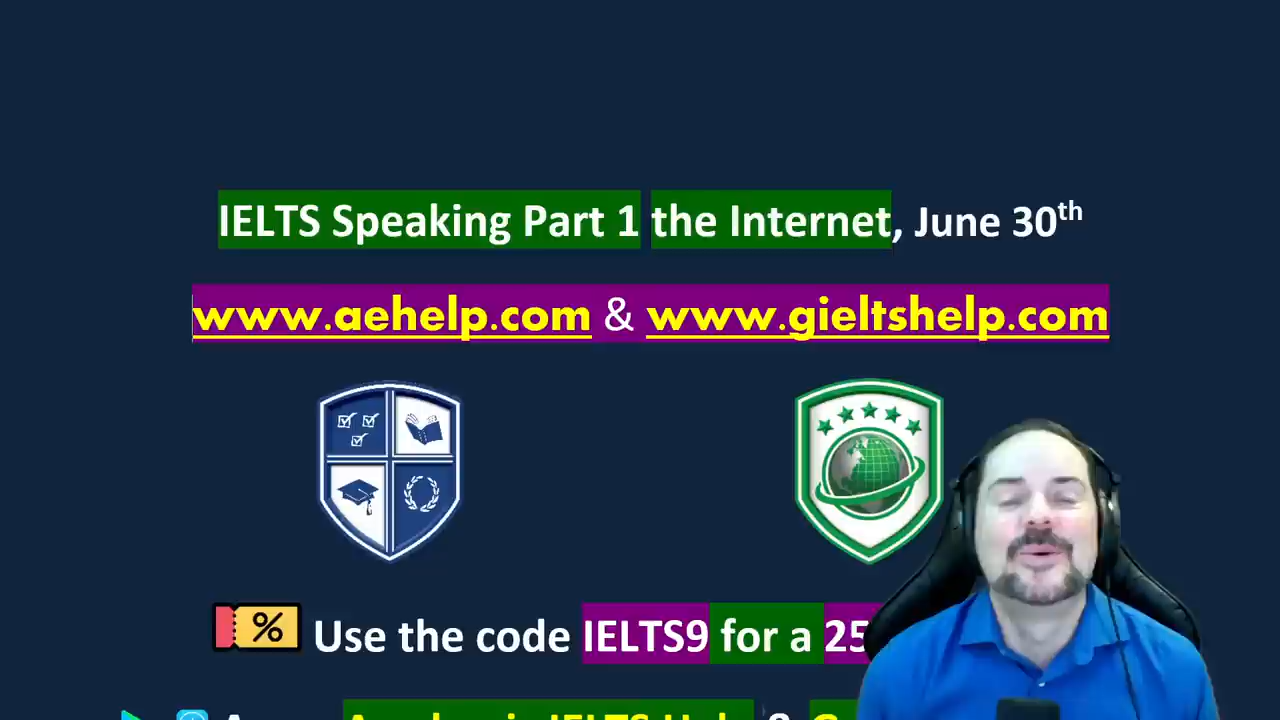 IELTS Speaking Part 1 the Internet, June 30th
www.aehelp.com & www.gieltshelp.com
% Use the code IELTS9 for a 25